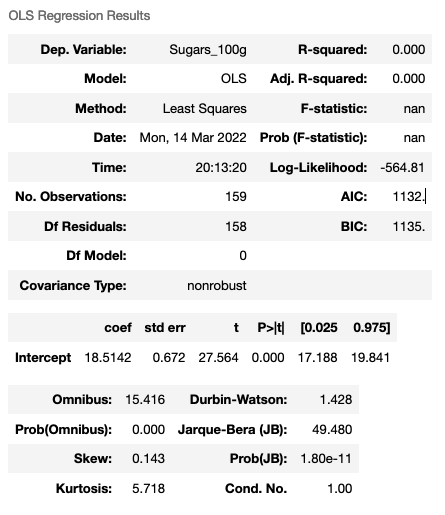 OLS Regression Results
Dep. Variable: Sugars_100g R-squared: 0.000
Model: OLS Adj. R-squared: 0.000
Method: Least Squares F-statistic: nan
Date: Mon, 14 Mar 2022 Prob (F-statistic): nan
Time: 20:13:20 Log-Likelihood: -564.81
No. Observations: 159 AIC: 1132.
Df Residuals: 158 BIC: 1135.
Df Model: 0
Covariance Type: nonrobust
coef std err t P>|t| [0.025 0.975]
Intercept 18.5142 0.672 27.564 0.000 17.188 19.841
Omnibus: 15.416 Durbin-Watson: 1.428
Prob(Omnibus): 0.000 Jarque-Bera (JB): 49.480
Skew: 0.143 Prob(JB): 1.80e-11
Kurtosis: 5.718 Cond. No. 1.00